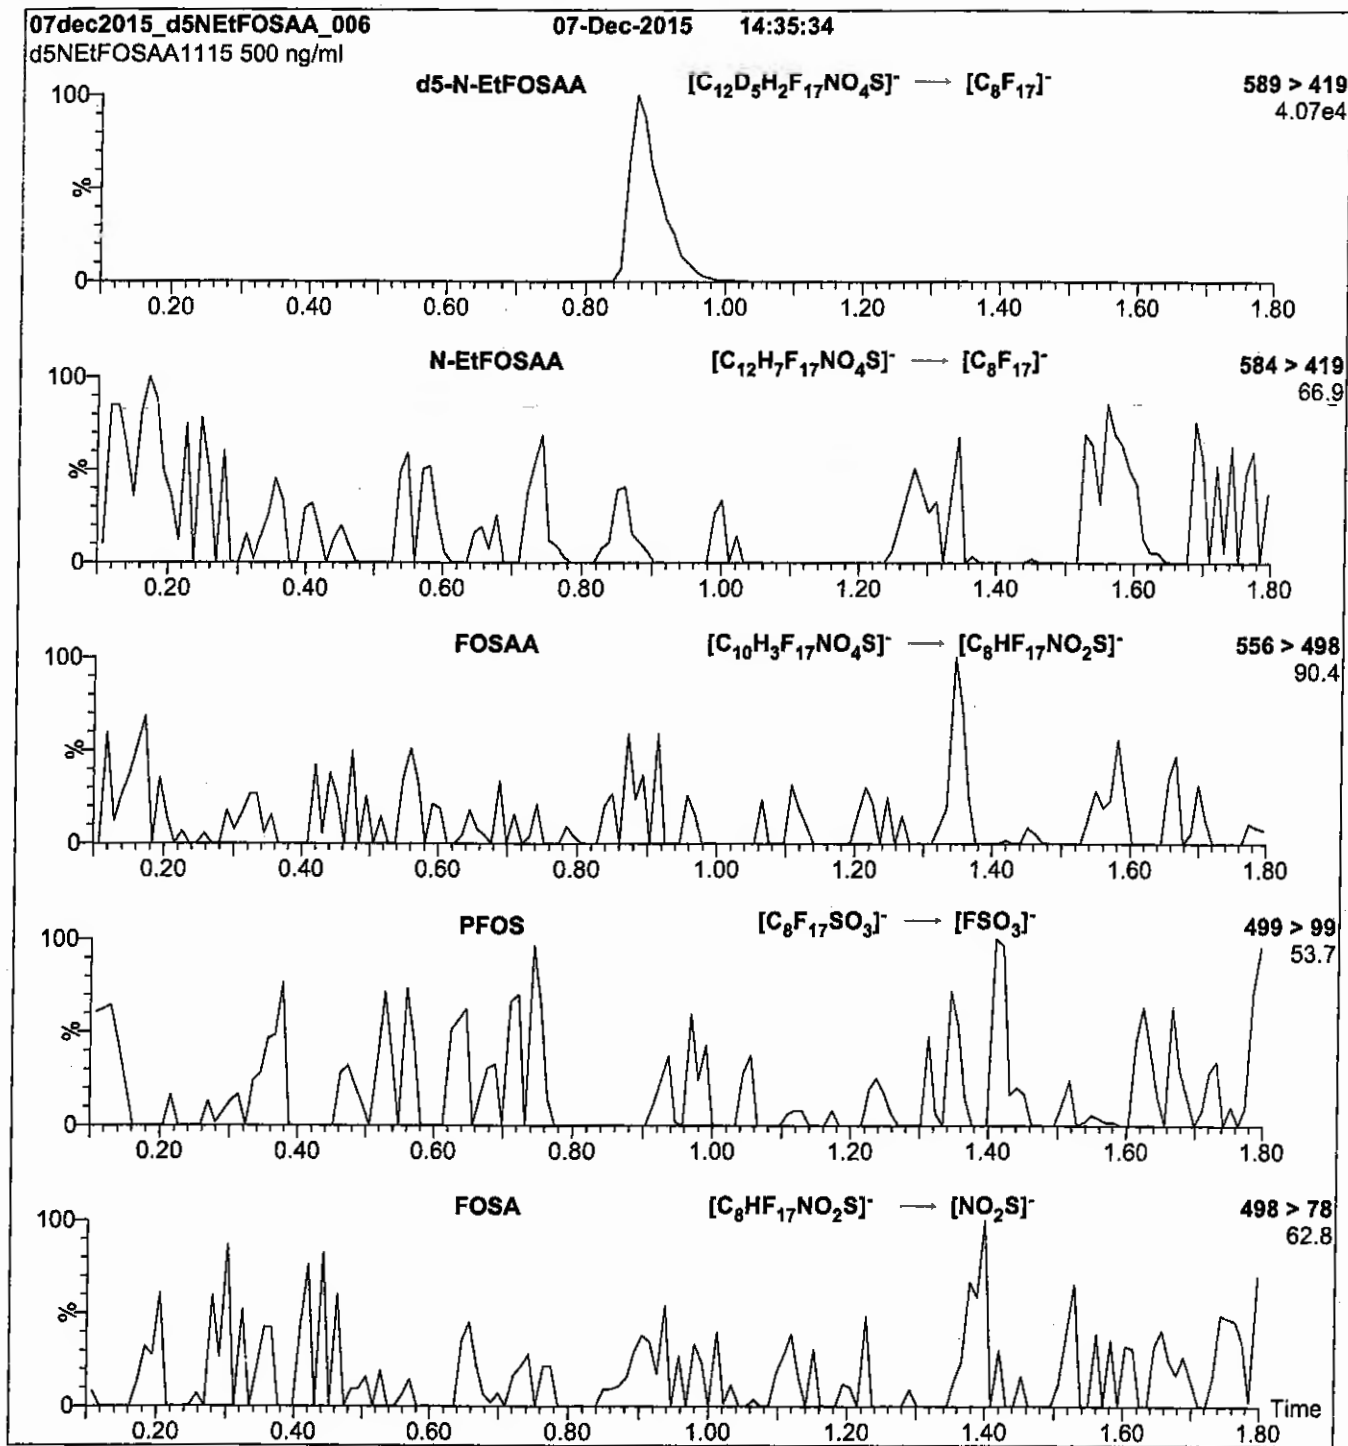 07dec2015_d5NEtFOSAA_006 07-Dec-2015 14:35:34
d5NEtFOSAA1115 500 ng/ml
d5-N-EtFOSAA [C12D5H2F17NO4S]- → [C8F17]- 589 > 419
4.07e4
100
%
0
0.20 0.40 0.60 0.80 1.00 1.20 1.40 1.60 1.80
N-EtFOSAA [C12H7F17NO4S]- → [C8F17]- 584 > 419
66.9
100
%
0
0.20 0.40 0.60 0.80 1.00 1.20 1.40 1.60 1.80
FOSAA [C10H3F17NO4S]- → [C8HF17NO2S]- 556 > 498
90.4
100
%
0
0.20 0.40 0.60 0.80 1.00 1.20 1.40 1.60 1.80
PFOS [C8F17SO3]- → [FSO3]- 499 > 99
53.7
100
%
0
0.20 0.40 0.60 0.80 1.00 1.20 1.40 1.60 1.80
FOSA [C8HF17NO2S]- → [NO2S]- 498 > 78
62.8
100
%
0
Time
0.20 0.40 0.60 0.80 1.00 1.20 1.40 1.60 1.80